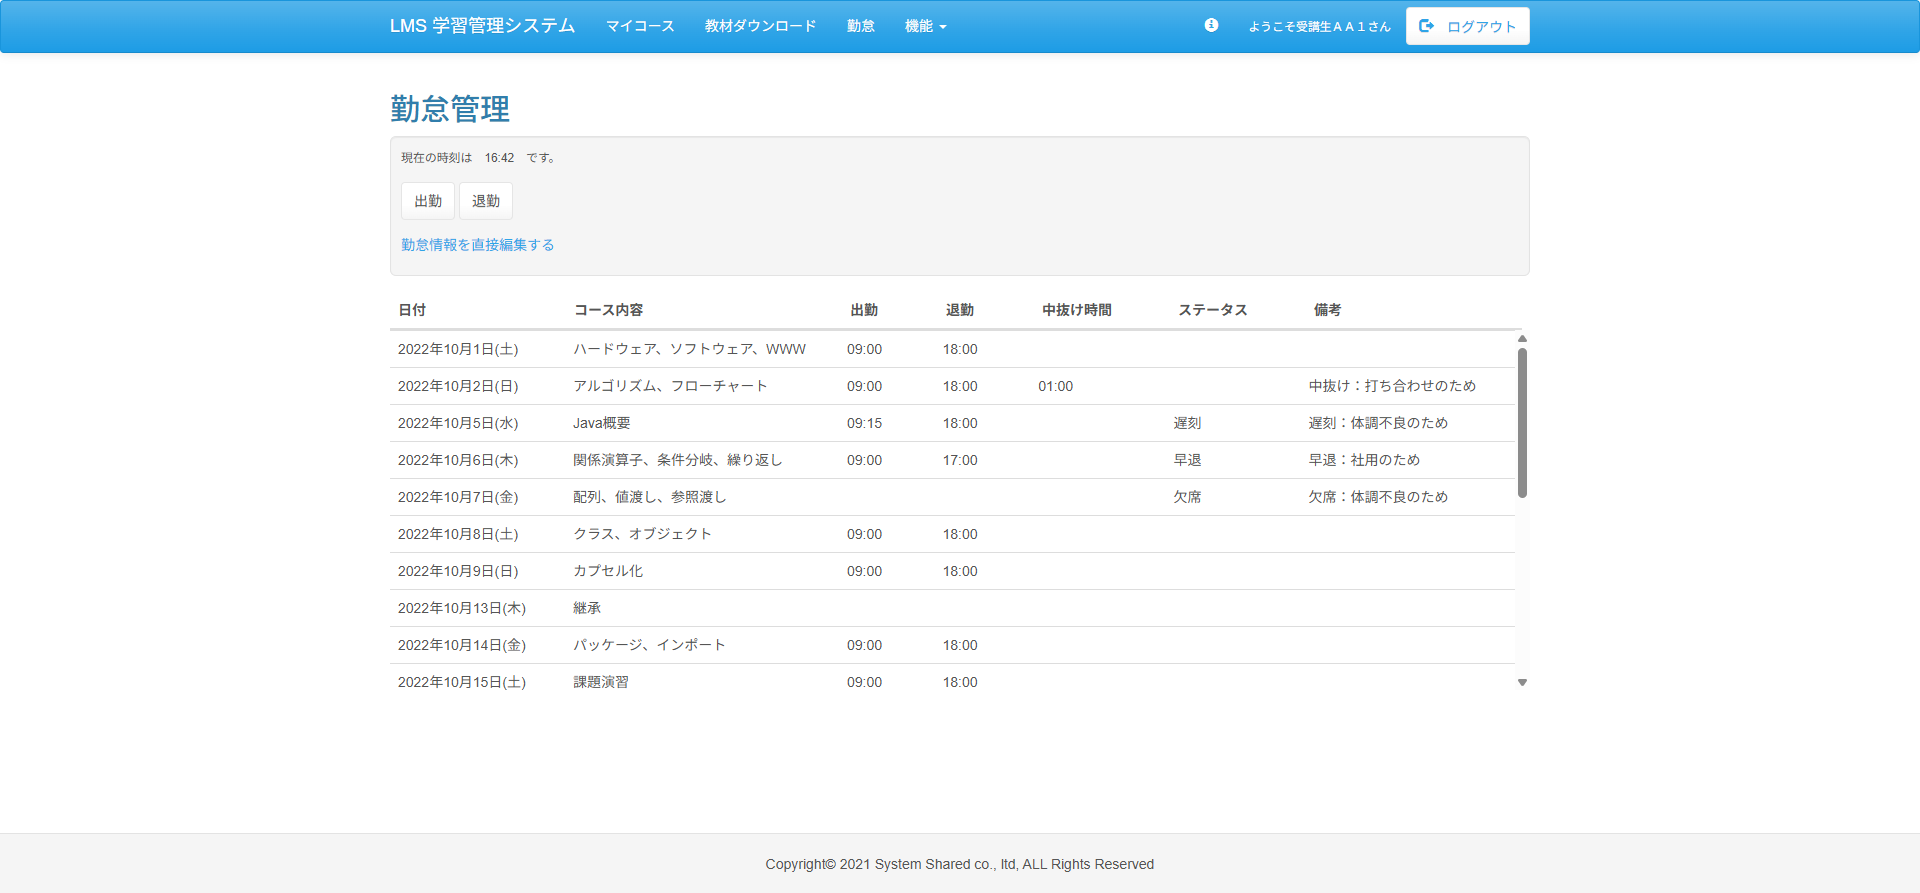 LMS 学習管理システム マイコース 教材ダウンロード 勤怠 機能 ようこそ受講生ＡＡ１さん ログアウト
勤怠管理
現在の時刻は 16:42 です。
出勤 退勤
勤怠情報を直接編集する
日付 コース内容 出勤 退勤 中抜け時間 ステータス 備考
2022年10月1日(土) ハードウェア、ソフトウェア、WWW 09:00 18:00
2022年10月2日(日) アルゴリズム、フローチャート 09:00 18:00 01:00 中抜け：打ち合わせのため
2022年10月5日(水) Java概要 09:15 18:00 遅刻 遅刻：体調不良のため
2022年10月6日(木) 関係演算子、条件分岐、繰り返し 09:00 17:00 早退 早退：社用のため
2022年10月7日(金) 配列、値渡し、参照渡し 欠席 欠席：体調不良のため
2022年10月8日(土) クラス、オブジェクト 09:00 18:00
2022年10月9日(日) カプセル化 09:00 18:00
2022年10月13日(木) 継承
2022年10月14日(金) パッケージ、インポート 09:00 18:00
2022年10月15日(土) 課題演習 09:00 18:00
Copyright© 2021 System Shared co., ltd, ALL Rights Reserved